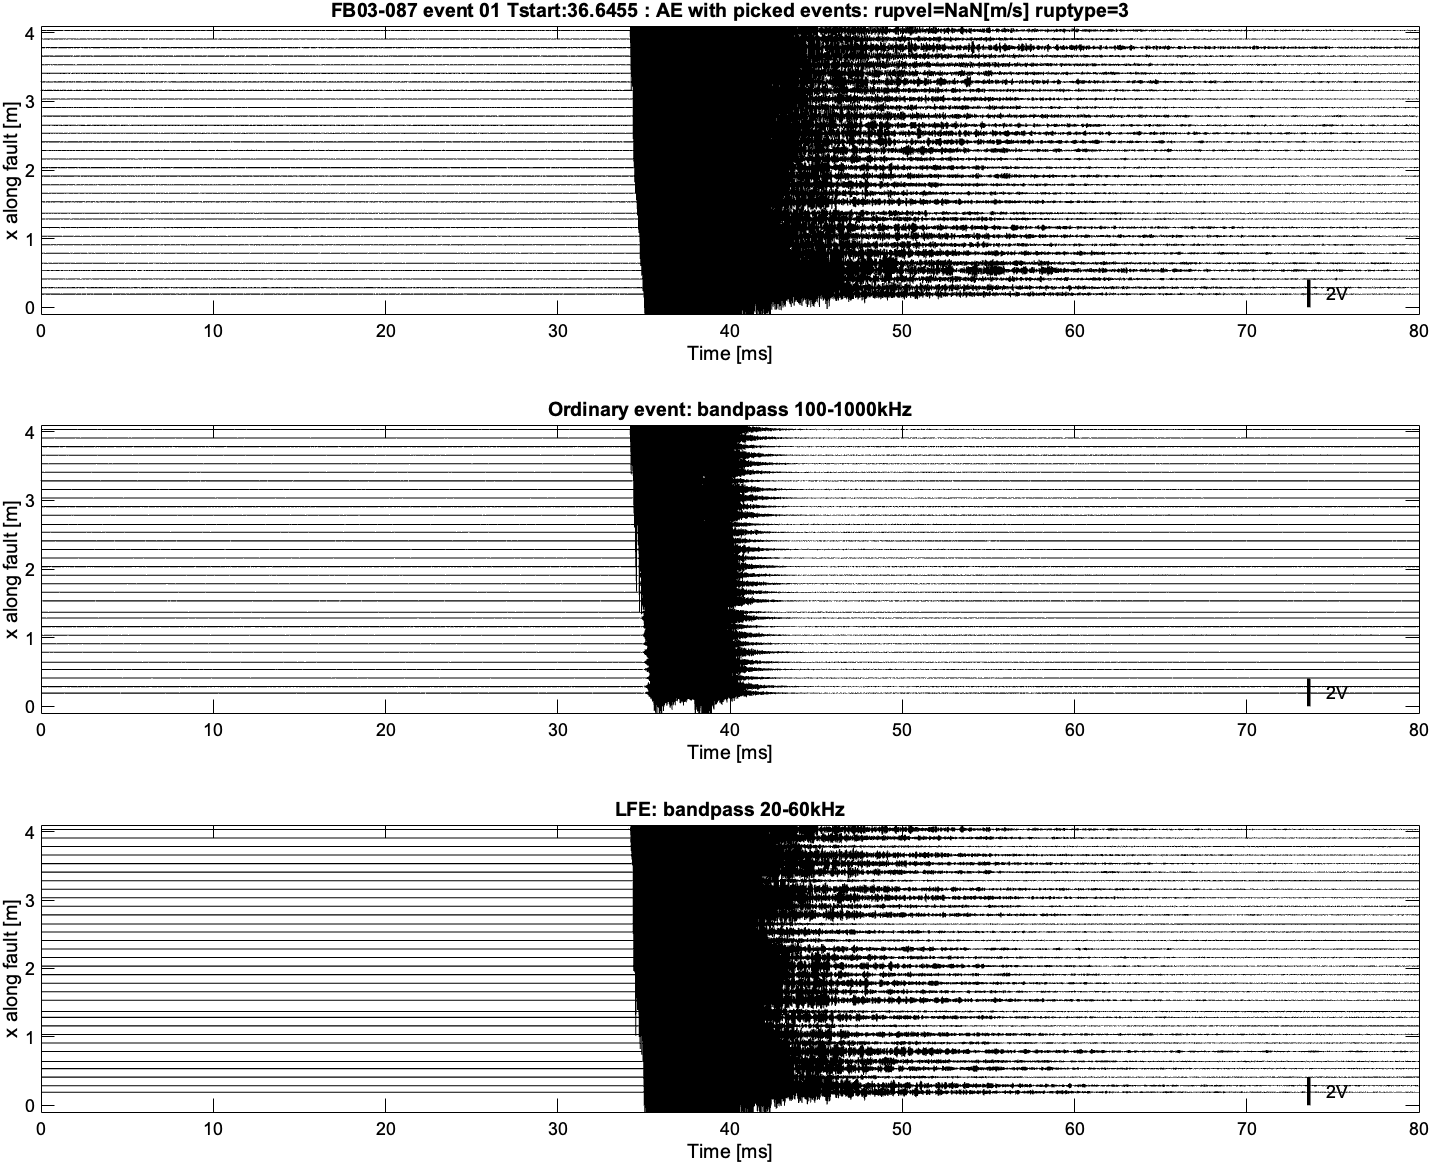 FB03-087 event 01 Tstart:36.6455 : AE with picked events: rupvel=NaN[m/s] ruptype=3
4
3
2
1
0
x along fault [m]
2V
0 10 20 30 40 50 60 70 80
Time [ms]
Ordinary event: bandpass 100-1000kHz
4
3
2
1
0
x along fault [m]
2V
0 10 20 30 40 50 60 70 80
Time [ms]
LFE: bandpass 20-60kHz
4
3
2
1
0
x along fault [m]
2V
0 10 20 30 40 50 60 70 80
Time [ms]